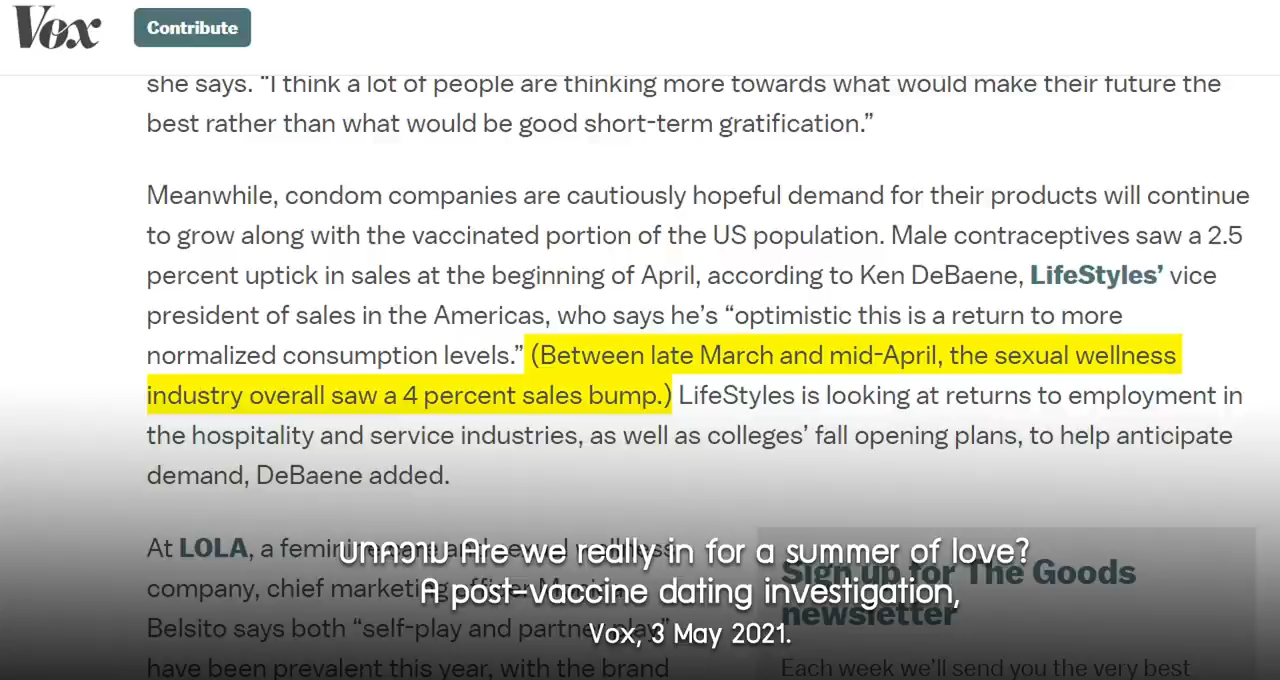 Vox
Contribute
she says. “I think a lot of people are thinking more towards what would make their future the
best rather than what would be good short-term gratification.”
Meanwhile, condom companies are cautiously hopeful demand for their products will continue
to grow along with the vaccinated portion of the US population. Male contraceptives saw a 2.5
percent uptick in sales at the beginning of April, according to Ken DeBaene, LifeStyles’ vice
president of sales in the Americas, who says he’s “optimistic this is a return to more
normalized consumption levels.” (Between late March and mid-April, the sexual wellness
industry overall saw a 4 percent sales bump.) LifeStyles is looking at returns to employment in
the hospitality and service industries, as well as colleges’ fall opening plans, to help anticipate
demand, DeBaene added.
At LOLA, a feminine care and sexual wellness
company, chief marketing officer
Belsito says both “self-play and partner play”
have been prevalent this year, with the brand
Sign up for The Goods
newsletter
Each week we’ll send you the very best
บทความ Are we really in for a summer of love?
A post-vaccine dating investigation,
Vox, 3 May 2021.